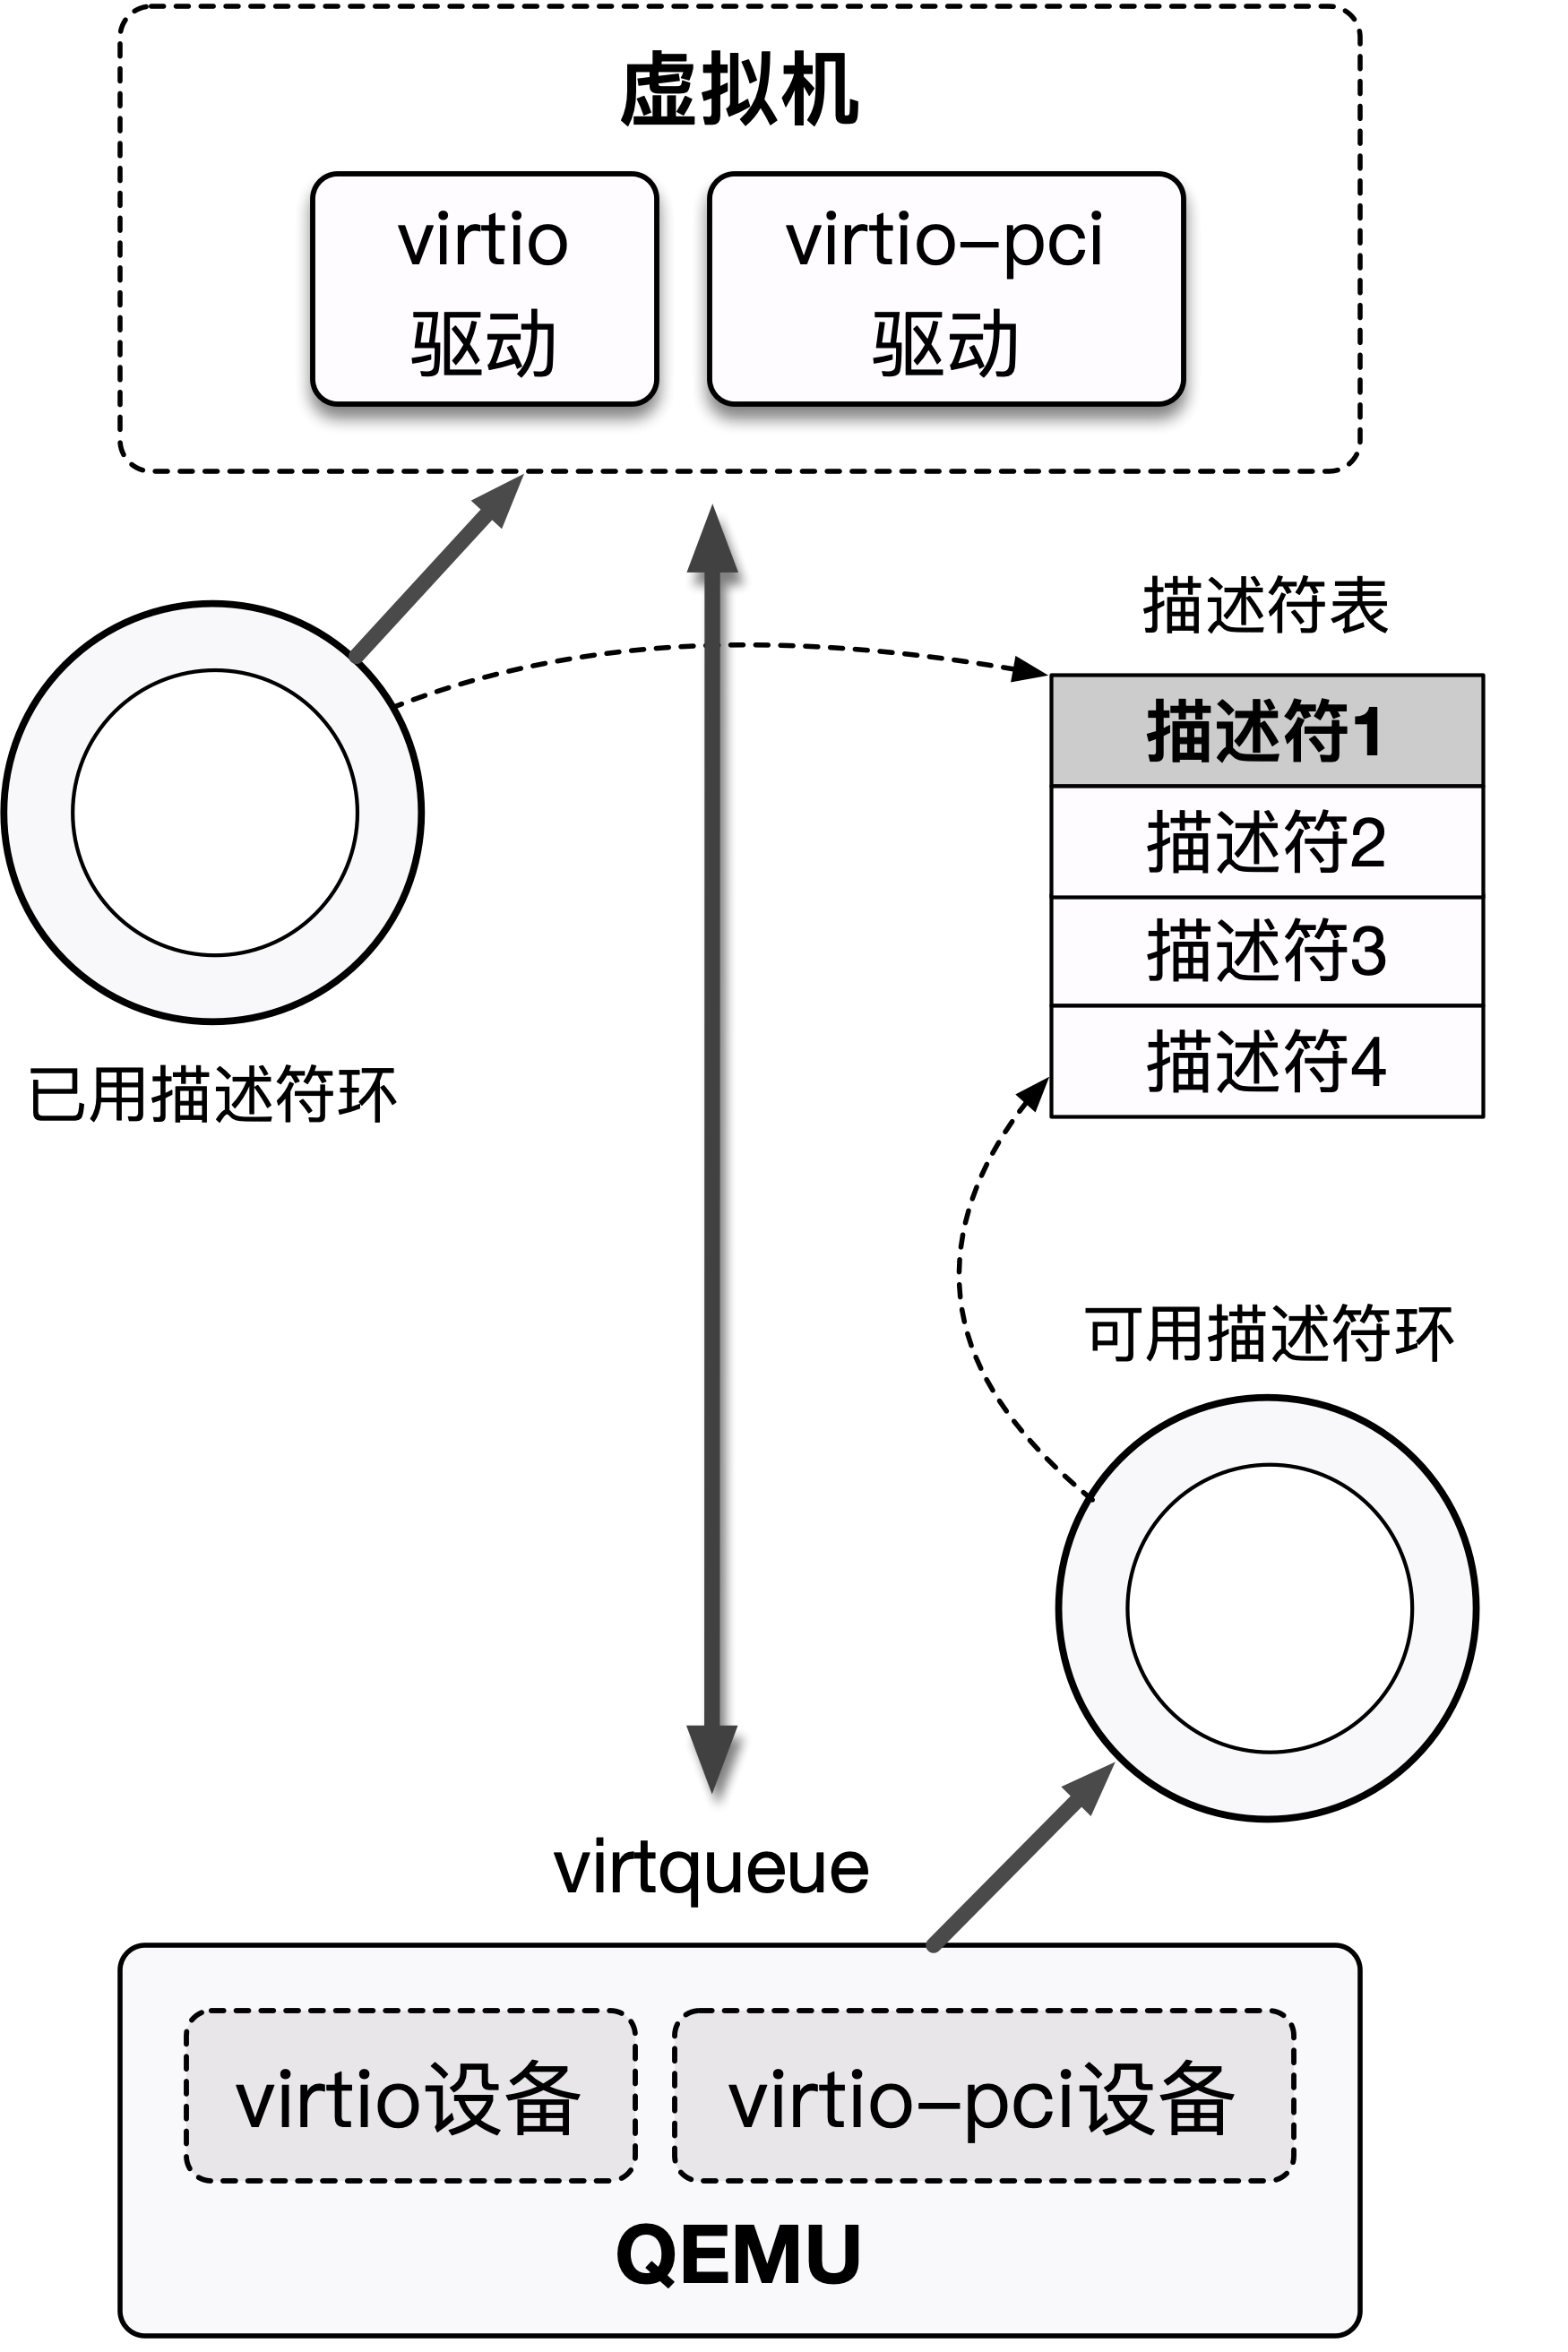 虚拟机
virtio
驱动
virtio-pci
驱动
描述符表
描述符1
描述符2
描述符3
描述符4
已用描述符环
可用描述符环
virtqueue
virtio设备
virtio-pci设备
QEMU